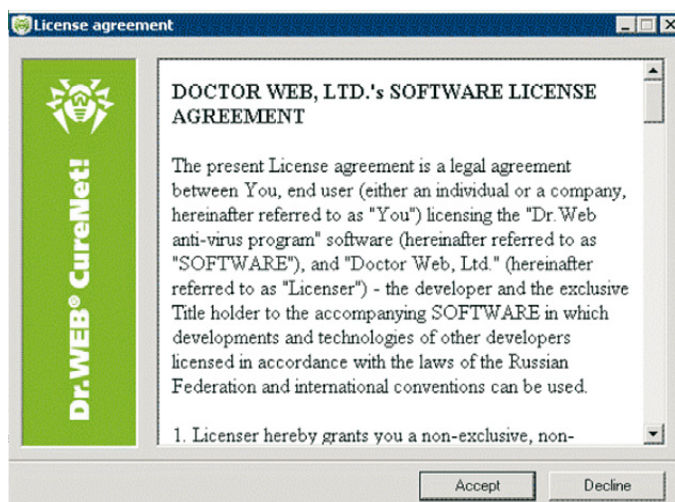 License agreement
Dr.WEB® CureNet!
DOCTOR WEB, LTD.'s SOFTWARE LICENSE
AGREEMENT
The present License agreement is a legal agreement
between You, end user (either an individual or a company,
hereinafter referred to as "You") licensing the "Dr.Web
anti-virus program" software (hereinafter referred to as
"SOFTWARE"), and "Doctor Web, Ltd." (hereinafter
referred to as "Licenser") - the developer and the exclusive
Title holder to the accompanying SOFTWARE in which
developments and technologies of other developers
licensed in accordance with the laws of the Russian
Federation and international conventions can be used.
1. Licenser hereby grants you a non-exclusive, non-
Accept
Decline